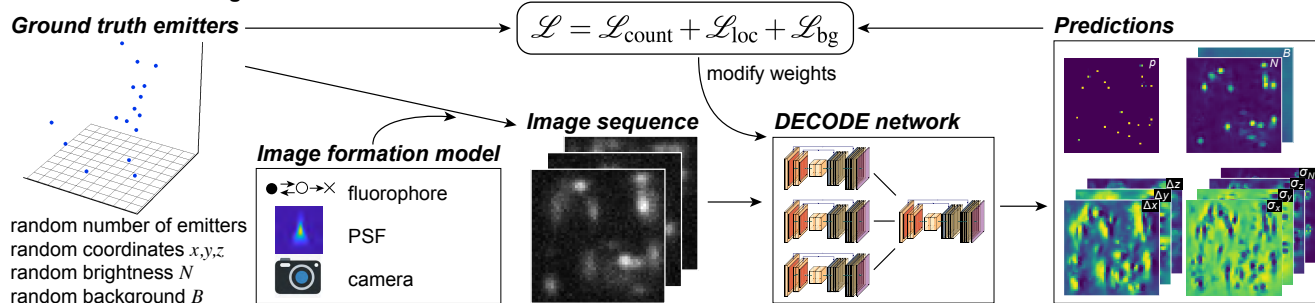 Ground truth emitters
ℒ = ℒcount + ℒloc + ℒbg
Predictions
modify weights
p
N
B
Image sequence
DECODE network
Image formation model
fluorophore
PSF
camera
random number of emitters
random coordinates x,y,z
random brightness N
random background B
Δz
Δy
Δx
σN
σz
σy
σx